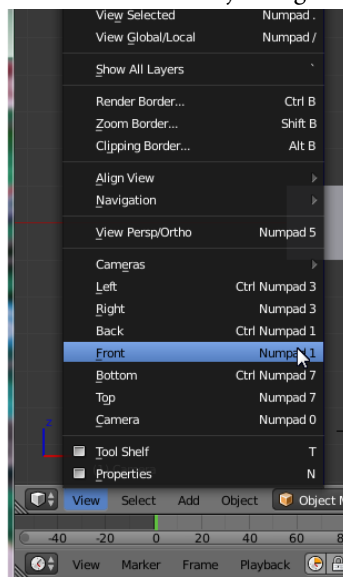 View Selected Numpad .
View Global/Local Numpad /
Show All Layers `
Render Border... Ctrl B
Zoom Border... Shift B
Clipping Border... Alt B
Align View
Navigation
View Persp/Ortho Numpad 5
Cameras
Left Ctrl Numpad 3
Right Numpad 3
Back Ctrl Numpad 1
Front Numpad 1
Bottom Ctrl Numpad 7
Top Numpad 7
Camera Numpad 0
z
Tool Shelf T
Properties N
View Select Add Object Object
-40 -20 0 20 40 60
View Marker Frame Playback